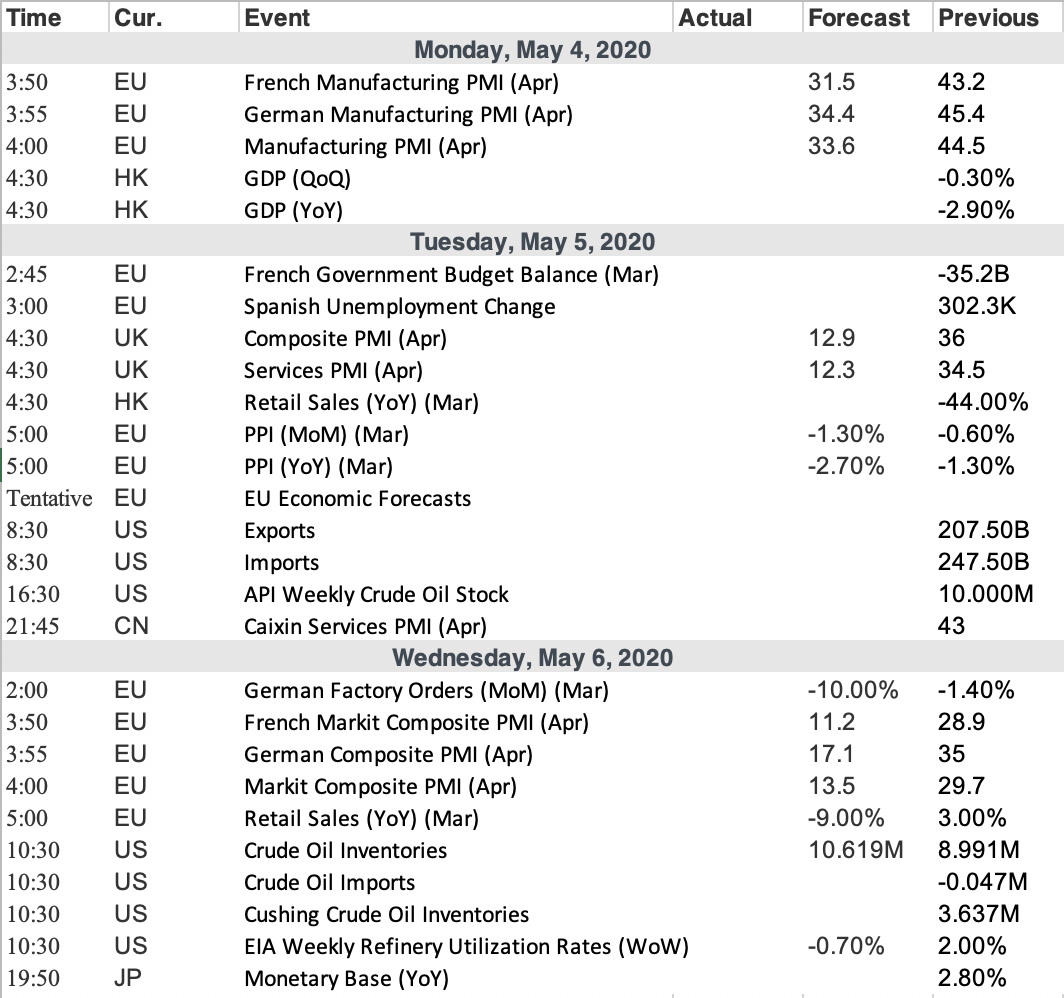 Time Cur. Event Actual Forecast Previous
Monday, May 4, 2020
3:50 EU French Manufacturing PMI (Apr) 31.5 43.2
3:55 EU German Manufacturing PMI (Apr) 34.4 45.4
4:00 EU Manufacturing PMI (Apr) 33.6 44.5
4:30 HK GDP (QoQ) -0.30%
4:30 HK GDP (YoY) -2.90%
Tuesday, May 5, 2020
2:45 EU French Government Budget Balance (Mar) -35.2B
3:00 EU Spanish Unemployment Change 302.3K
4:30 UK Composite PMI (Apr) 12.9 36
4:30 UK Services PMI (Apr) 12.3 34.5
4:30 HK Retail Sales (YoY) (Mar) -44.00%
5:00 EU PPI (MoM) (Mar) -1.30% -0.60%
5:00 EU PPI (YoY) (Mar) -2.70% -1.30%
Tentative EU EU Economic Forecasts
8:30 US Exports 207.50B
8:30 US Imports 247.50B
16:30 US API Weekly Crude Oil Stock 10.000M
21:45 CN Caixin Services PMI (Apr) 43
Wednesday, May 6, 2020
2:00 EU German Factory Orders (MoM) (Mar) -10.00% -1.40%
3:50 EU French Markit Composite PMI (Apr) 11.2 28.9
3:55 EU German Composite PMI (Apr) 17.1 35
4:00 EU Markit Composite PMI (Apr) 13.5 29.7
5:00 EU Retail Sales (YoY) (Mar) -9.00% 3.00%
10:30 US Crude Oil Inventories 10.619M 8.991M
10:30 US Crude Oil Imports -0.047M
10:30 US Cushing Crude Oil Inventories 3.637M
10:30 US EIA Weekly Refinery Utilization Rates (WoW) -0.70% 2.00%
19:50 JP Monetary Base (YoY) 2.80%